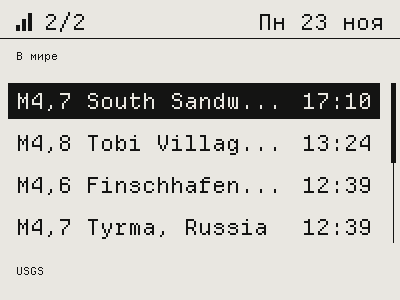 2/2 Пн 23 ноя
В мире
M4,7 South Sandw... 17:10
M4,8 Tobi Villag... 13:24
M4,6 Finschhafen... 12:39
M4,7 Tyrma, Russia 12:39
USGS